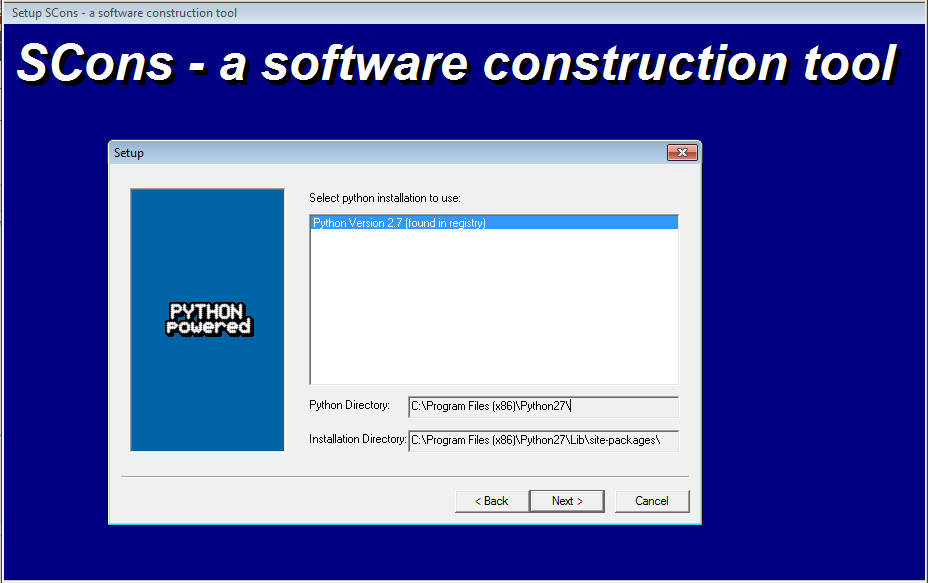 Setup SCons - a software construction tool
SCons - a software construction tool
Setup
Select python installation to use:
Python Version 2.7 (found in registry)
PYTHON
powered
Python Directory: C:\Program Files (x86)\Python27\
Installation Directory: C:\Program Files (x86)\Python27\Lib\site-packages\
< Back Next > Cancel